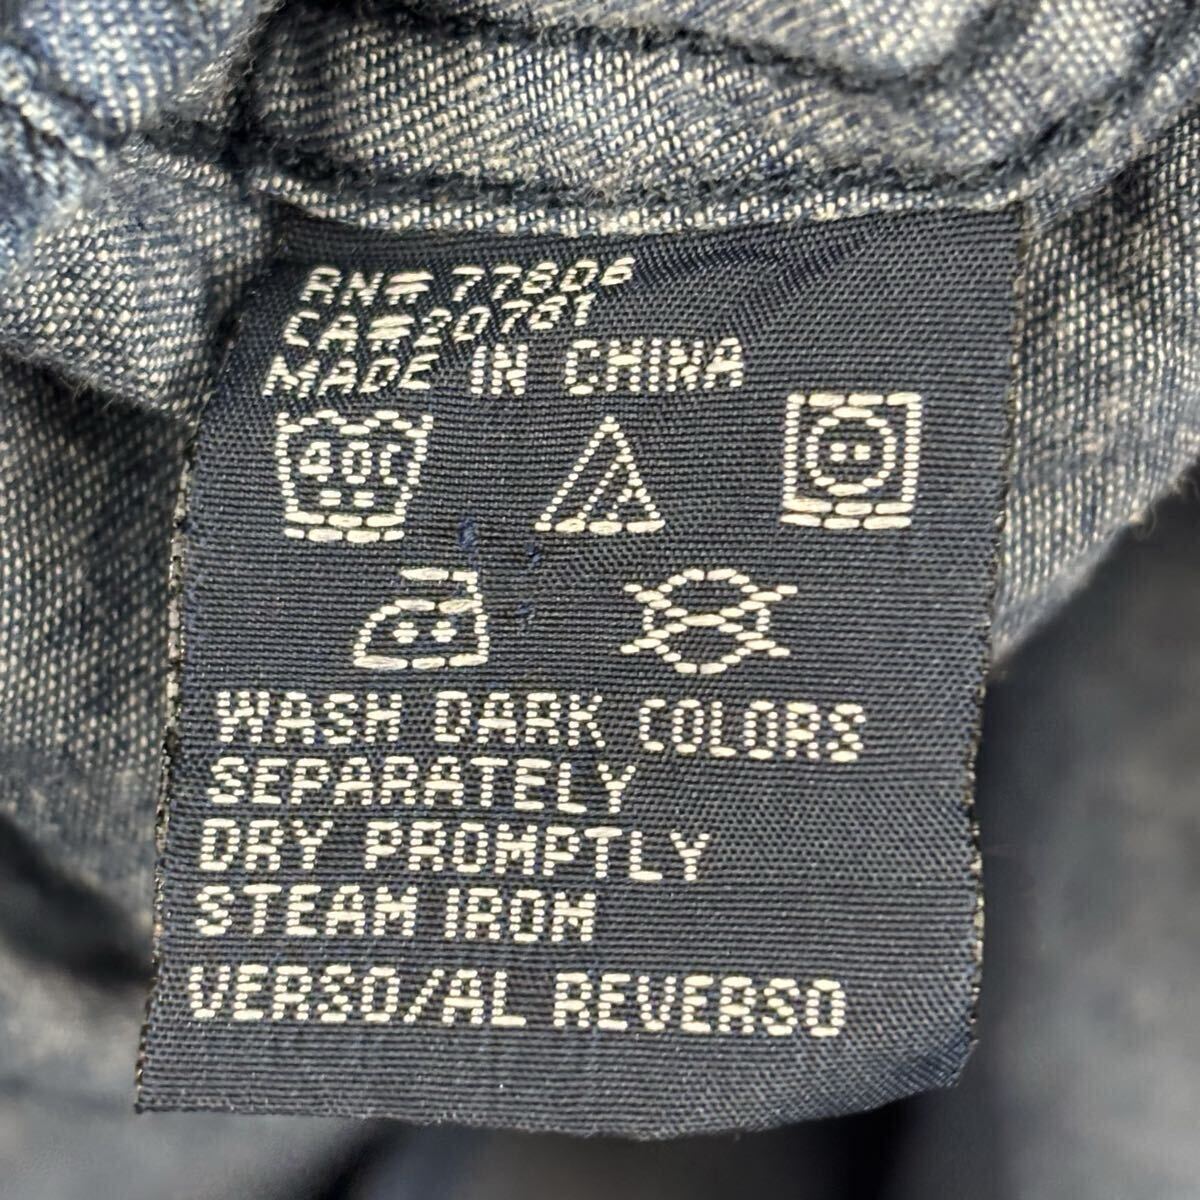 RN# 77806
CA#20781
MADE IN CHINA
40C
WASH DARK COLORS
SEPARATELY
DRY PROMPTLY
STEAM IRON
VERSO/AL REVERSO